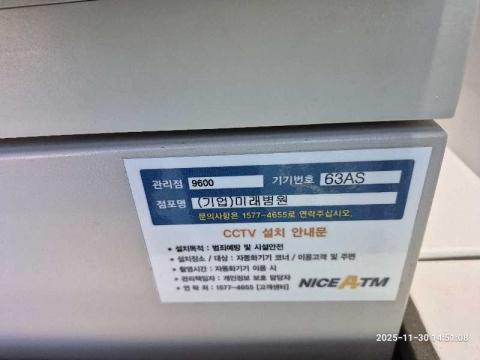 관리점 9600 기기번호 63AS
점포명 (기업)미래병원
문의사항은 1577-4655로 연락주십시오.
CCTV 설치 안내문
• 설치목적 : 범죄예방 및 시설안전
• 설치장소 / 대상 : 자동화기기 코너 / 이용고객 및 주변
• 촬영시간 : 자동화기기 이용 시
• 관리책임자 : 개인정보 보호 담당자
• 연 락 처 : 1577-4655 [고객센터]
NICE ATM
2025-11-30 14:51:08